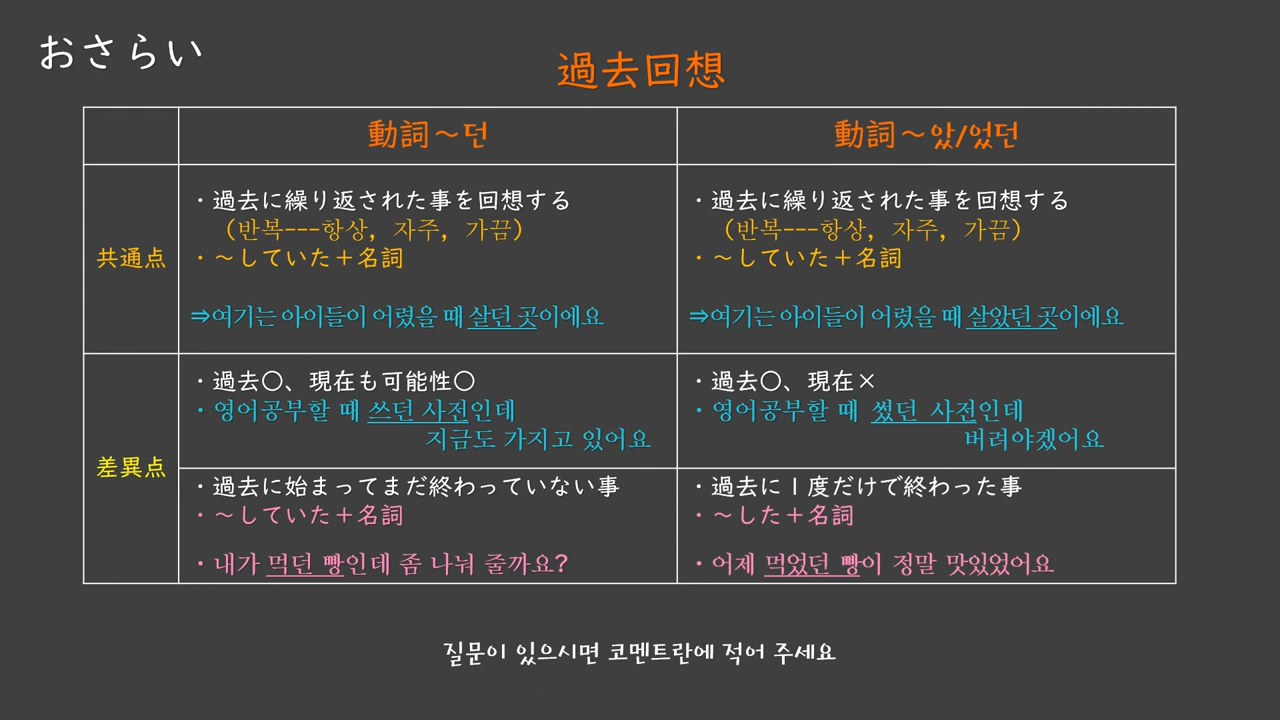 おさらい
過去回想
動詞～던
動詞～았/었던
共通点
・過去に繰り返された事を回想する
（반복---항상, 자주, 가끔）
・～していた＋名詞
⇒여기는 아이들이 어렸을 때 살던 곳이에요
・過去に繰り返された事を回想する
（반복---항상, 자주, 가끔）
・～していた＋名詞
⇒여기는 아이들이 어렸을 때 살았던 곳이에요
差異点
・過去〇、現在も可能性〇
・영어공부할 때 쓰던 사전인데
지금도 가지고 있어요
・過去〇、現在×
・영어공부할 때 썼던 사전인데
버려야겠어요
・過去に始まってまだ終わっていない事
・～していた＋名詞
・내가 먹던 빵인데 좀 나눠 줄까요?
・過去に１度だけで終わった事
・～した＋名詞
・어제 먹었던 빵이 정말 맛있었어요
질문이 있으시면 코멘트란에 적어 주세요